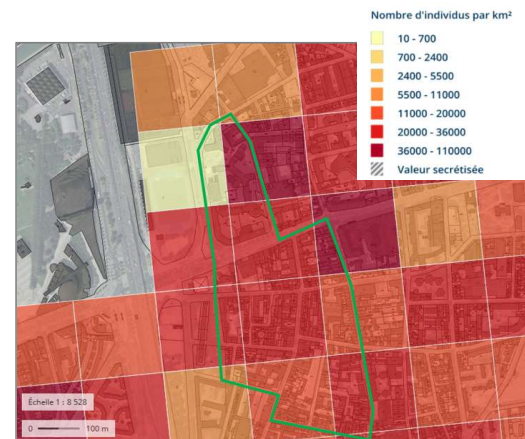 Nombre d'individus par km²
10 - 700
700 - 2400
2400 - 5500
5500 - 11000
11000 - 20000
20000 - 36000
36000 - 110000
Valeur secrétisée
Échelle 1 : 8 528
0 100 m